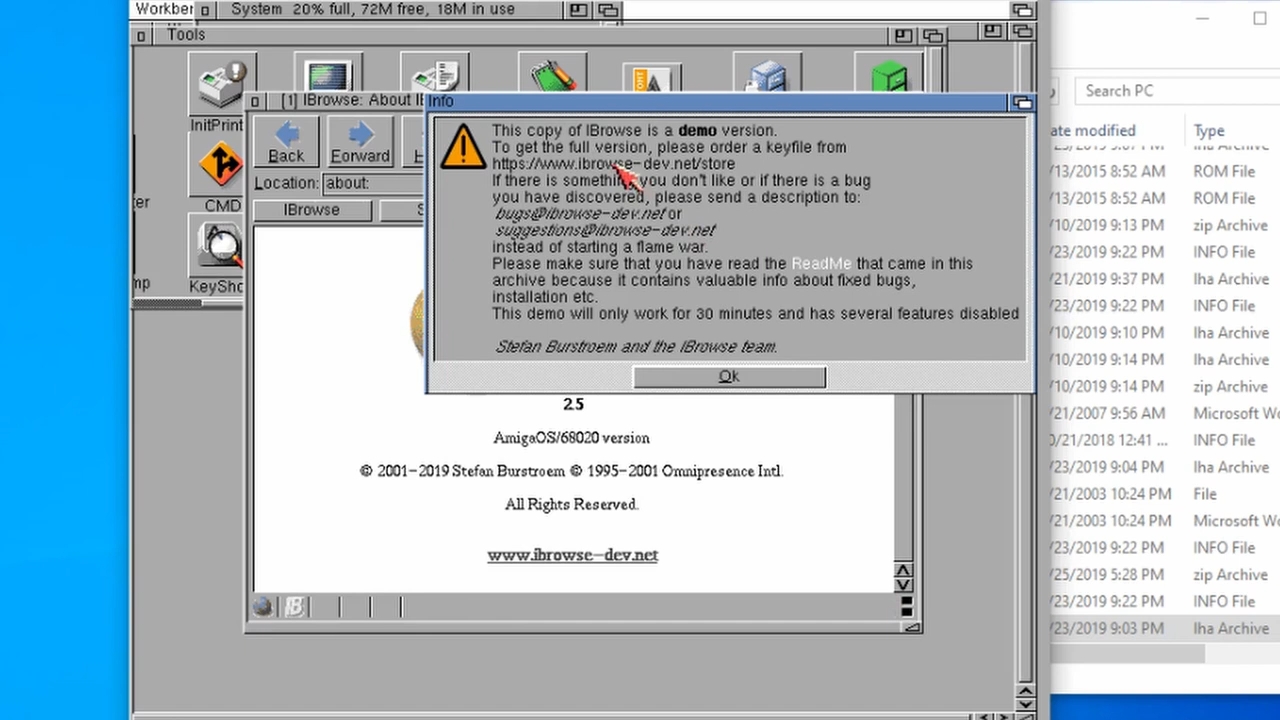 Workber
System 20% full, 72M free, 18M in use
Tools
InitPrint
CMD
KeySho
[1] IBrowse: About IB
Back
Forward
Location:
about:
IBrowse
Info
This copy of IBrowse is a demo version.
To get the full version, please order a keyfile from
https://www.ibrowse-dev.net/store
If there is something you don't like or if there is a bug
you have discovered, please send a description to:
bugs@ibrowse-dev.net or
suggestions@ibrowse-dev.net
instead of starting a flame war.
Please make sure that you have read the ReadMe that came in this
archive because it contains valuable info about fixed bugs,
installation etc.
This demo will only work for 30 minutes and has several features disabled
Stefan Burstroem and the IBrowse team.
Ok
2.5
AmigaOS/68020 version
© 2001-2019 Stefan Burstroem © 1995-2001 Omnipresence Intl.
All Rights Reserved.
www.ibrowse-dev.net
Search PC
ate modified Type
/13/2015 8:52 AM ROM File
/13/2015 8:52 AM ROM File
/10/2019 9:13 PM zip Archive
/23/2019 9:22 PM INFO File
/21/2019 9:37 PM lha Archive
/23/2019 9:22 PM INFO File
/10/2019 9:10 PM lha Archive
/10/2019 9:14 PM lha Archive
/10/2019 9:14 PM zip Archive
/21/2007 9:56 AM Microsoft Wo
0/21/2018 12:41 ... INFO File
/23/2019 9:04 PM lha Archive
/21/2003 10:24 PM File
/21/2003 10:24 PM Microsoft Wo
/23/2019 9:22 PM INFO File
/25/2019 5:28 PM zip Archive
/23/2019 9:22 PM INFO File
/23/2019 9:03 PM lha Archive